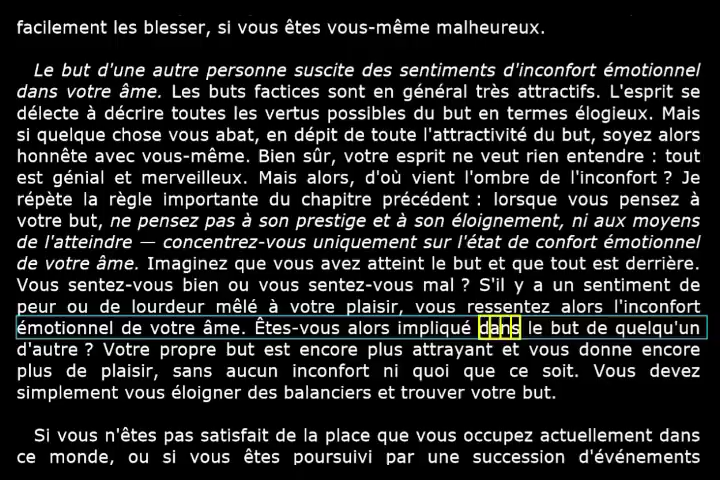 facilement les blesser, si vous êtes vous-même malheureux.
Le but d'une autre personne suscite des sentiments d'inconfort émotionnel
dans votre âme. Les buts factices sont en général très attractifs. L'esprit se
délecte à décrire toutes les vertus possibles du but en termes élogieux. Mais
si quelque chose vous abat, en dépit de toute l'attractivité du but, soyez alors
honnête avec vous-même. Bien sûr, votre esprit ne veut rien entendre : tout
est génial et merveilleux. Mais alors, d'où vient l'ombre de l'inconfort ? Je
répète la règle importante du chapitre précédent : lorsque vous pensez à
votre but, ne pensez pas à son prestige et à son éloignement, ni aux moyens
de l'atteindre — concentrez-vous uniquement sur l'état de confort émotionnel
de votre âme. Imaginez que vous avez atteint le but et que tout est derrière.
Vous sentez-vous bien ou vous sentez-vous mal ? S'il y a un sentiment de
peur ou de lourdeur mêlé à votre plaisir, vous ressentez alors l'inconfort
émotionnel de votre âme. Êtes-vous alors impliqué dans le but de quelqu'un
d'autre ? Votre propre but est encore plus attrayant et vous donne encore
plus de plaisir, sans aucun inconfort ni quoi que ce soit. Vous devez
simplement vous éloigner des balanciers et trouver votre but.
Si vous n'êtes pas satisfait de la place que vous occupez actuellement dans
ce monde, ou si vous êtes poursuivi par une succession d'événements